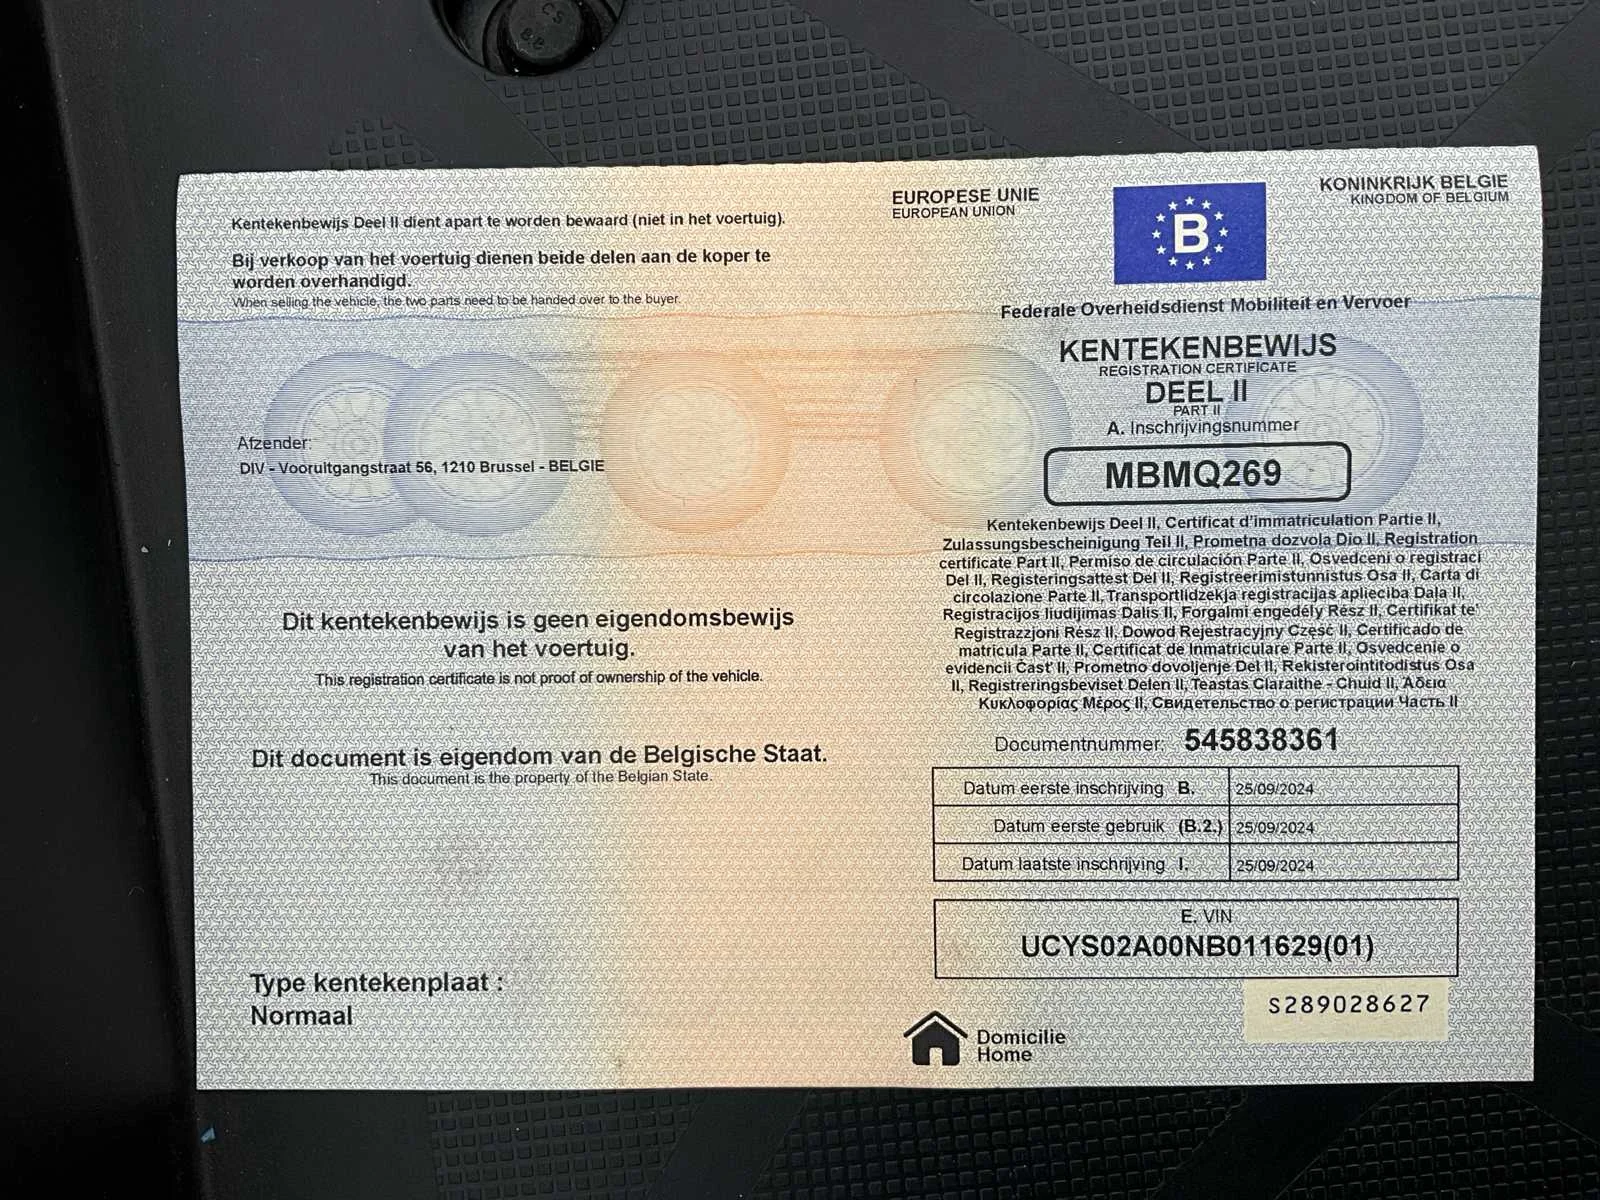 Kentekenbewijs Deel II dient apart te worden bewaard (niet in het voertuig).
Bij verkoop van het voertuig dienen beide delen aan de koper te
worden overhandigd.
When selling the vehicle, the two parts need to be handed over to the buyer.
Afzender:
DIV - Vooruitgangstraat 56, 1210 Brussel - BELGIE
Dit kentekenbewijs is geen eigendomsbewijs
van het voertuig.
This registration certificate is not proof of ownership of the vehicle.
Dit document is eigendom van de Belgische Staat.
This document is the property of the Belgian State.
Type kentekenplaat :
Normaal
EUROPESE UNIE
EUROPEAN UNION
B
KONINKRIJK BELGIE
KINGDOM OF BELGIUM
Federale Overheidsdienst Mobiliteit en Vervoer
KENTEKENBEWIJS
REGISTRATION CERTIFICATE
DEEL II
PART II
A. Inschrijvingsnummer
MBMQ269
Kentekenbewijs Deel II, Certificat d'immatriculation Partie II,
Zulassungsbescheinigung Teil II, Prometna dozvola Dio II, Registration
certificate Part II, Permiso de circulación Parte II, Osvedceni o registraci
Del II, Registeringsattest Del II, Registreerimistunnistus Osa II, Carta di
circolazione Parte II, Transportlidzekja registracijas aplieciba Daļa II,
Registracijos liudijimas Dalis II, Forgalmi engedély Rész II, Certifikat te'
Registrazzjoni Rész II, Dowod Rejestracyjny Część II, Certificado de
matricula Parte II, Certificat de Inmatriculare Parte II, Osvedcenie o
evidencii Cast' II, Prometno dovoljenje Del II, Rekisterointitodistus Osa
II, Registreringsbeviset Delen II, Teastas Claraithe - Chuid II, Άδεια
Κυκλοφορίας Μέρος II, Свидетельство о регистрации Часть II
Documentnummer: 545838361
Datum eerste inschrijving B. 25/09/2024
Datum eerste gebruik (B.2.) 25/09/2024
Datum laatste inschrijving I. 25/09/2024
E. VIN
UCYS02A00NB011629(01)
S289028627
Domicilie
Home